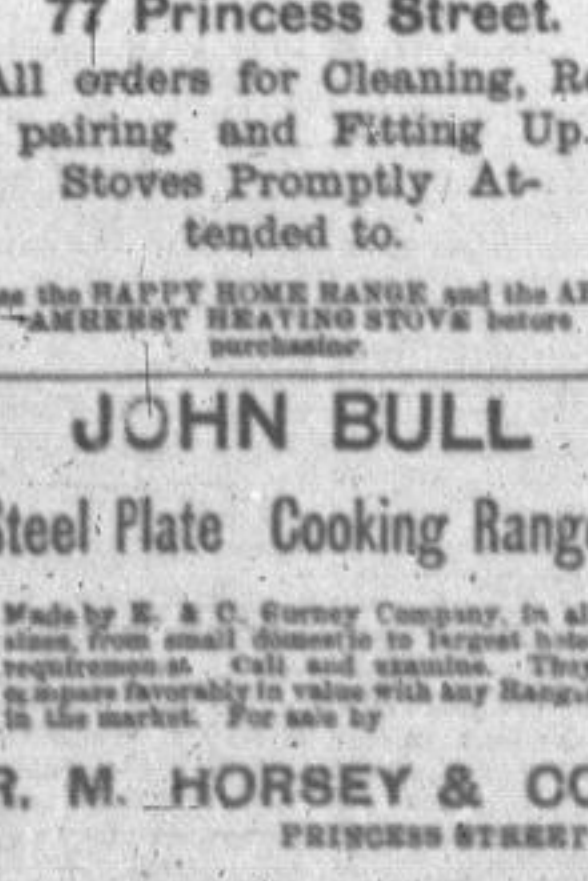 77 Princess Street.
All orders for Cleaning, Re
pairing and Fitting Up.
Stoves Promptly At-
tended to.
the HAPPY HOME RANGE and the
AMHERST HEATING STOVE before
purchasing.
JOHN BULL
Steel Plate Cooking Range
Made by E. & C. Gurney Company, in al
sizes, from small domestic to largest hote
requirements. Call and examine. They
compare favorably in value with any Range
in the market. For sale by
R. M. HORSEY & CO
PRINCESS STREET